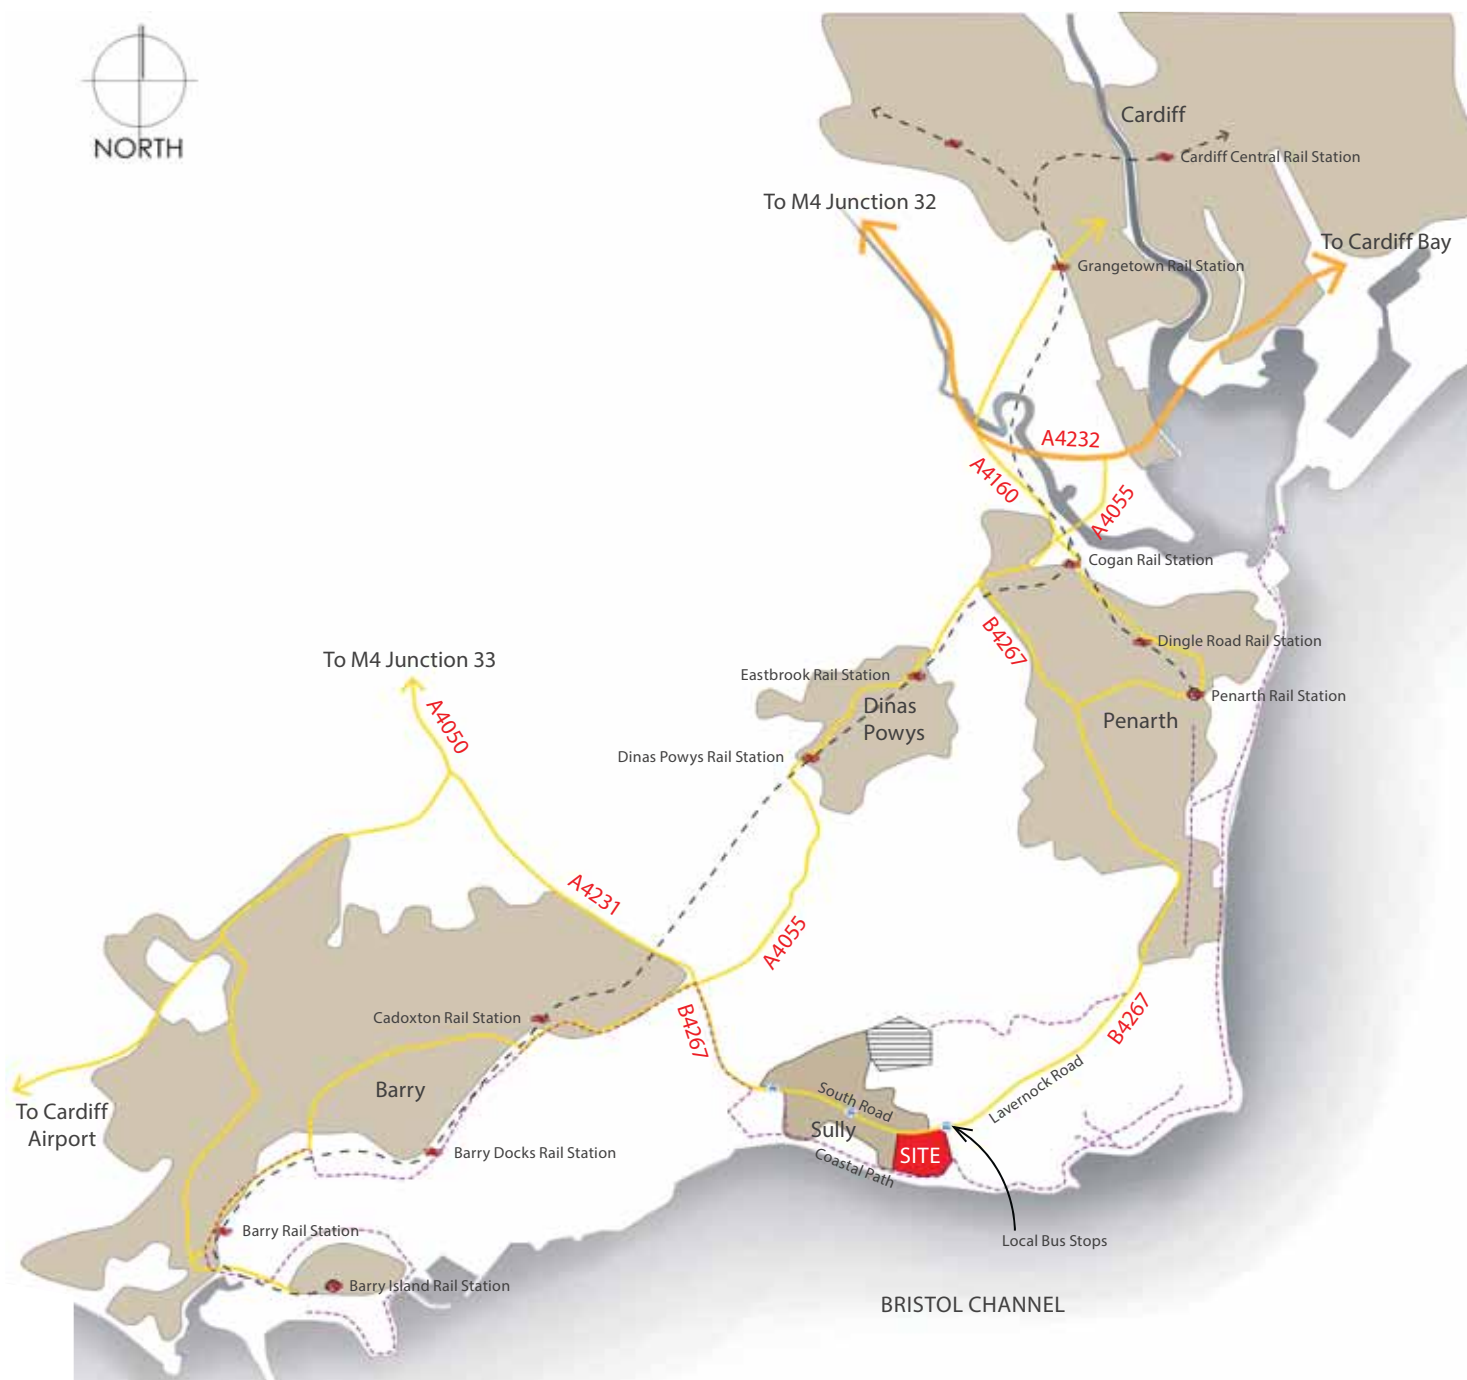 NORTH
Cardiff
Cardiff Central Rail Station
To M4 Junction 32
To Cardiff Bay
Grangetown Rail Station
A4232
A4160
A4055
Cogan Rail Station
B4267
Dingle Road Rail Station
To M4 Junction 33
Eastbrook Rail Station
Penarth Rail Station
A4050
Dinas
Powys
Penarth
Dinas Powys Rail Station
A4231
A4055
Cadoxton Rail Station
B4267
B4267
Barry
South Road
Lavernock Road
To Cardiff
Airport
Sully
SITE
Barry Docks Rail Station
Coastal Path
Barry Rail Station
Local Bus Stops
Barry Island Rail Station
BRISTOL CHANNEL